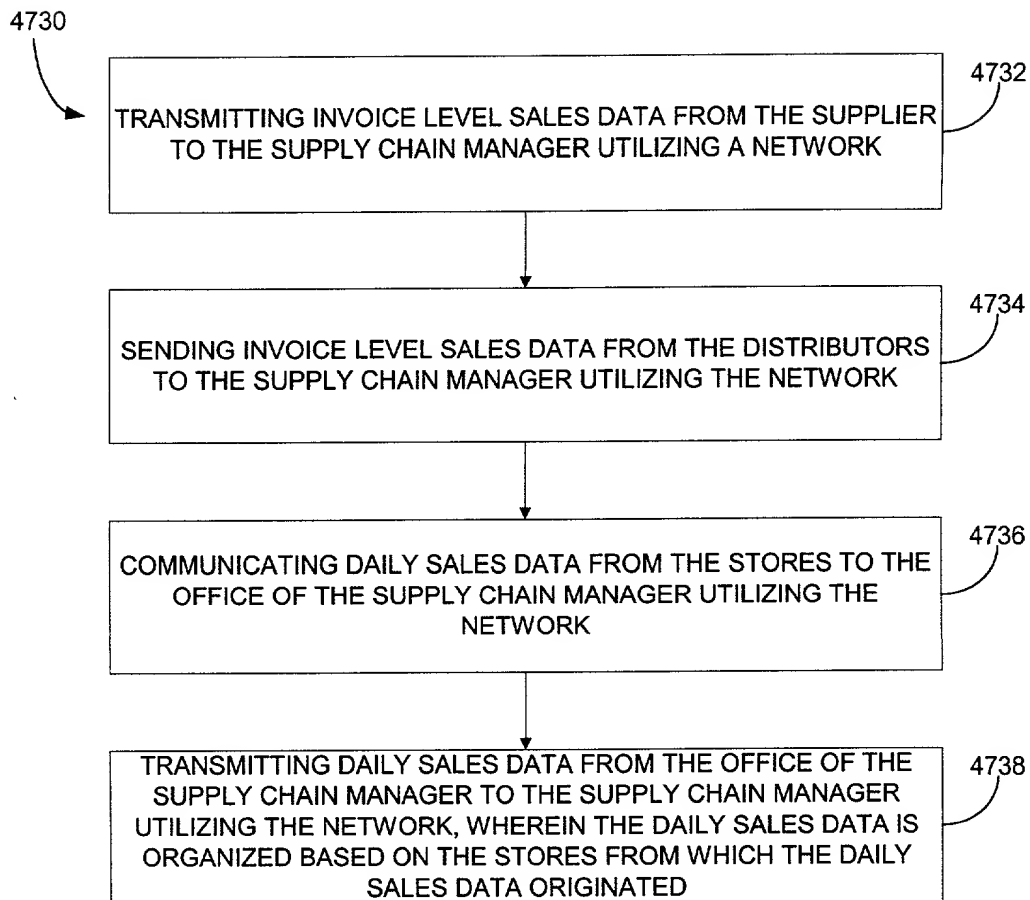 4730
4732
TRANSMITTING INVOICE LEVEL SALES DATA FROM THE SUPPLIER
TO THE SUPPLY CHAIN MANAGER UTILIZING A NETWORK
4734
SENDING INVOICE LEVEL SALES DATA FROM THE DISTRIBUTORS
TO THE SUPPLY CHAIN MANAGER UTILIZING THE NETWORK
4736
COMMUNICATING DAILY SALES DATA FROM THE STORES TO THE
OFFICE OF THE SUPPLY CHAIN MANAGER UTILIZING THE
NETWORK
4738
TRANSMITTING DAILY SALES DATA FROM THE OFFICE OF THE
SUPPLY CHAIN MANAGER TO THE SUPPLY CHAIN MANAGER
UTILIZING THE NETWORK, WHEREIN THE DAILY SALES DATA IS
ORGANIZED BASED ON THE STORES FROM WHICH THE DAILY
SALES DATA ORIGINATED